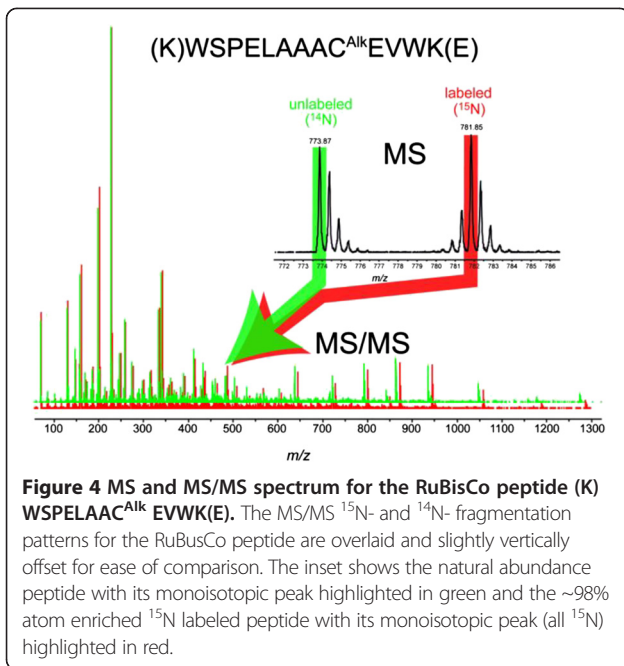 (K)WSPELAAAC^Alk EVWK(E)
unlabeled
(¹⁴N)
labeled
(¹⁵N)
773.87
781.85
MS
772 773 774 775 776 777 778 779 780 781 782 783 784 785 786
m/z
MS/MS
100 200 300 400 500 600 700 800 900 1000 1100 1200 1300
m/z
Figure 4 MS and MS/MS spectrum for the RuBisCo peptide (K)
WSPELAAC^Alk EVWK(E). The MS/MS ¹⁵N- and ¹⁴N- fragmentation
patterns for the RuBusCo peptide are overlaid and slightly vertically
offset for ease of comparison. The inset shows the natural abundance
peptide with its monoisotopic peak highlighted in green and the ~98%
atom enriched ¹⁵N labeled peptide with its monoisotopic peak (all ¹⁵N)
highlighted in red.